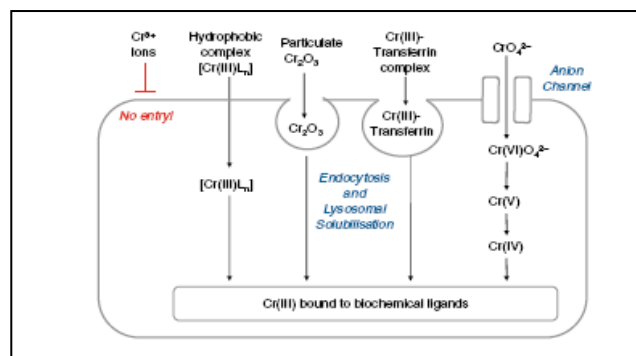 Cr³⁺
Ions
Hydrophobic
complex
[Cr(III)Lₙ]
Particulate
Cr₂O₃
Cr(III)-
Transferrin
complex
CrO₄²⁻
Anion
Channel
No entry!
Cr₂O₃
Cr(III)-
Transferrin
Cr(VI)O₄²⁻
[Cr(III)Lₙ]
Endocytosis
and
Lysosomal
Solubilisation
Cr(V)
Cr(IV)
Cr(III) bound to biochemical ligands